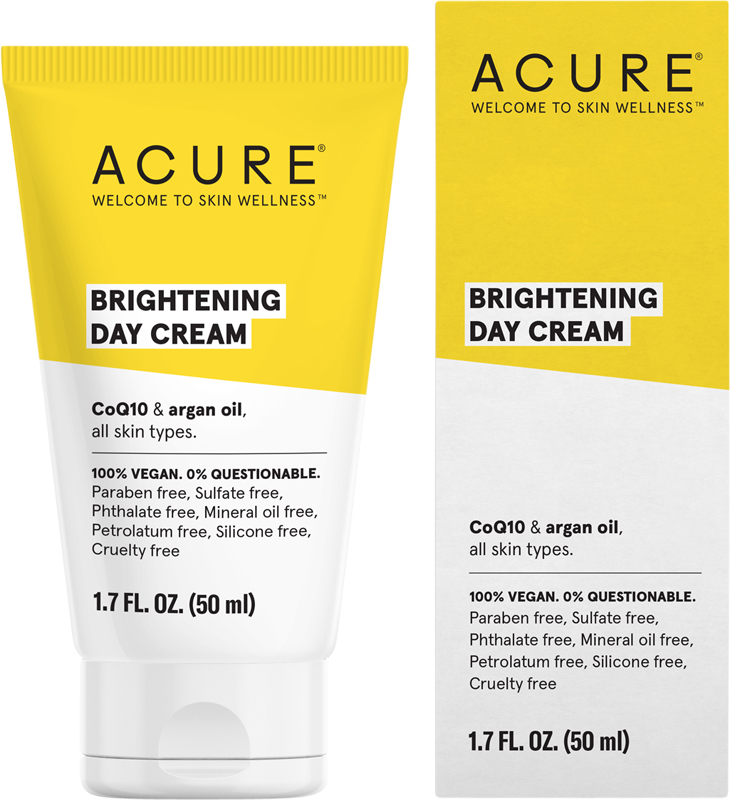 ACURE®
WELCOME TO SKIN WELLNESS™
BRIGHTENING
DAY CREAM
CoQ10 & argan oil,
all skin types.
100% VEGAN. 0% QUESTIONABLE.
Paraben free, Sulfate free,
Phthalate free, Mineral oil free,
Petrolatum free, Silicone free,
Cruelty free
1.7 FL. OZ. (50 ml)
ACURE®
WELCOME TO SKIN WELLNESS™
BRIGHTENING
DAY CREAM
CoQ10 & argan oil,
all skin types.
100% VEGAN. 0% QUESTIONABLE.
Paraben free, Sulfate free,
Phthalate free, Mineral oil free,
Petrolatum free, Silicone free,
Cruelty free
1.7 FL. OZ. (50 ml)